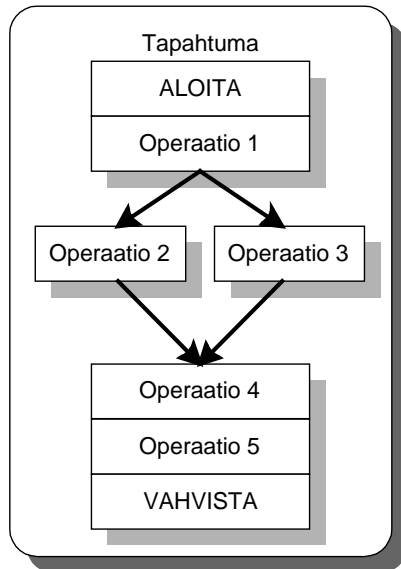 Tapahtuma
ALOITA
Operaatio 1
Operaatio 2
Operaatio 3
Operaatio 4
Operaatio 5
VAHVISTA